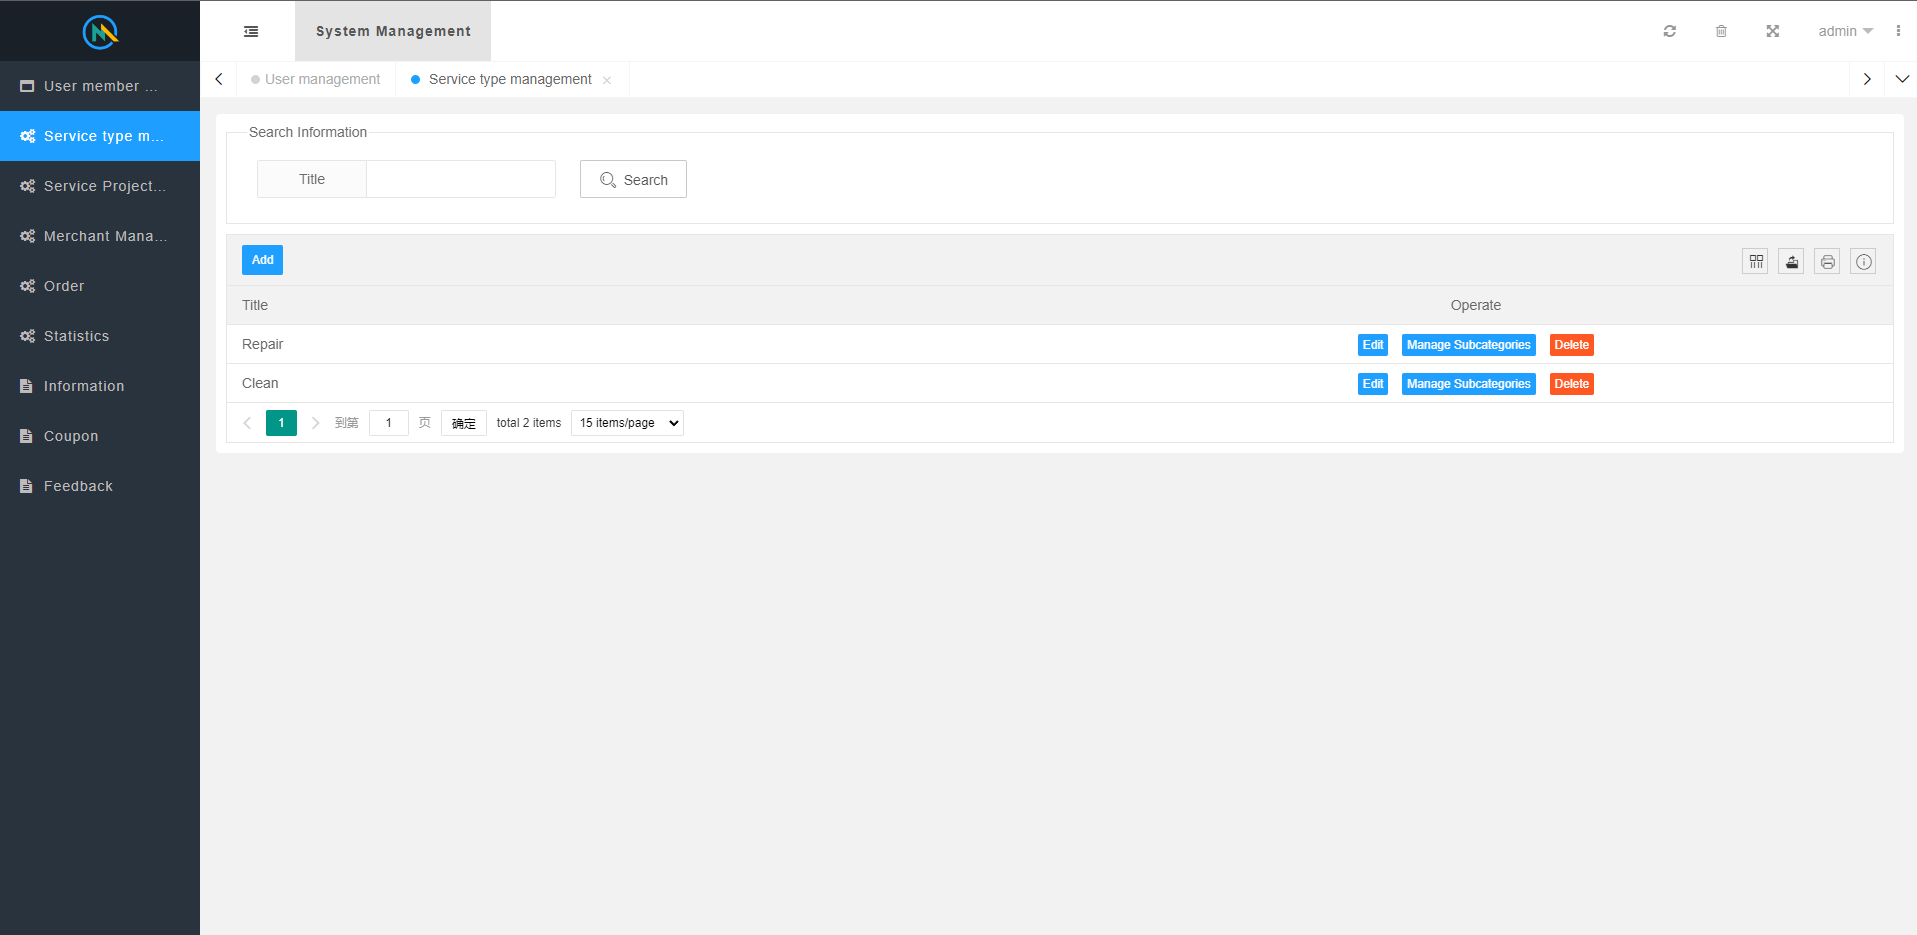 System Management
admin
User member ...
Service type m...
Service Project...
Merchant Mana...
Order
Statistics
Information
Coupon
Feedback
User management
Service type management
Search Information
Title
Search
Add
Title Operate
Repair Edit Manage Subcategories Delete
Clean Edit Manage Subcategories Delete
1 到第 1 页 确定 total 2 items 15 items/page